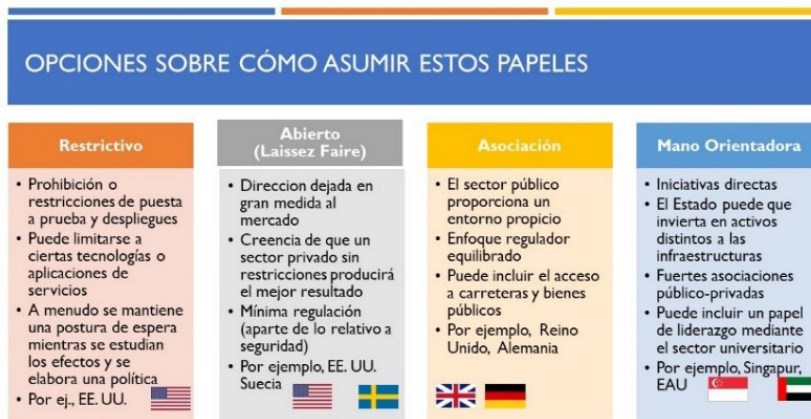 OPCIONES SOBRE CÓMO ASUMIR ESTOS PAPELES
Restrictivo
• Prohibición o
restricciones de puesta
a prueba y despliegues
• Puede limitarse a
ciertas tecnologías o
aplicaciones de
servicios
• A menudo se mantiene
una postura de espera
mientras se estudian
los efectos y se
elabora una política
• Por ej., EE. UU.
Abierto
(Laissez Faire)
• Direccion dejada en
gran medida al
mercado
• Creencia de que un
sector privado sin
restricciones producirá
el mejor resultado
• Mínima regulación
(aparte de lo relativo a
seguridad)
• Por ejemplo, EE. UU.
Suecia
Asociación
• El sector público
proporciona un
entorno propicio
• Enfoque regulador
equilibrado
• Puede incluir el acceso
a carreteras y bienes
públicos
• Por ejemplo, Reino
Unido, Alemania
Mano Orientadora
• Iniciativas directas
• El Estado puede que
invierta en activos
distintos a las
infraestructuras
• Fuertes asociaciones
público-privadas
• Puede incluir un papel
de liderazgo mediante
el sector universitario
• Por ejemplo, Singapur,
EAU